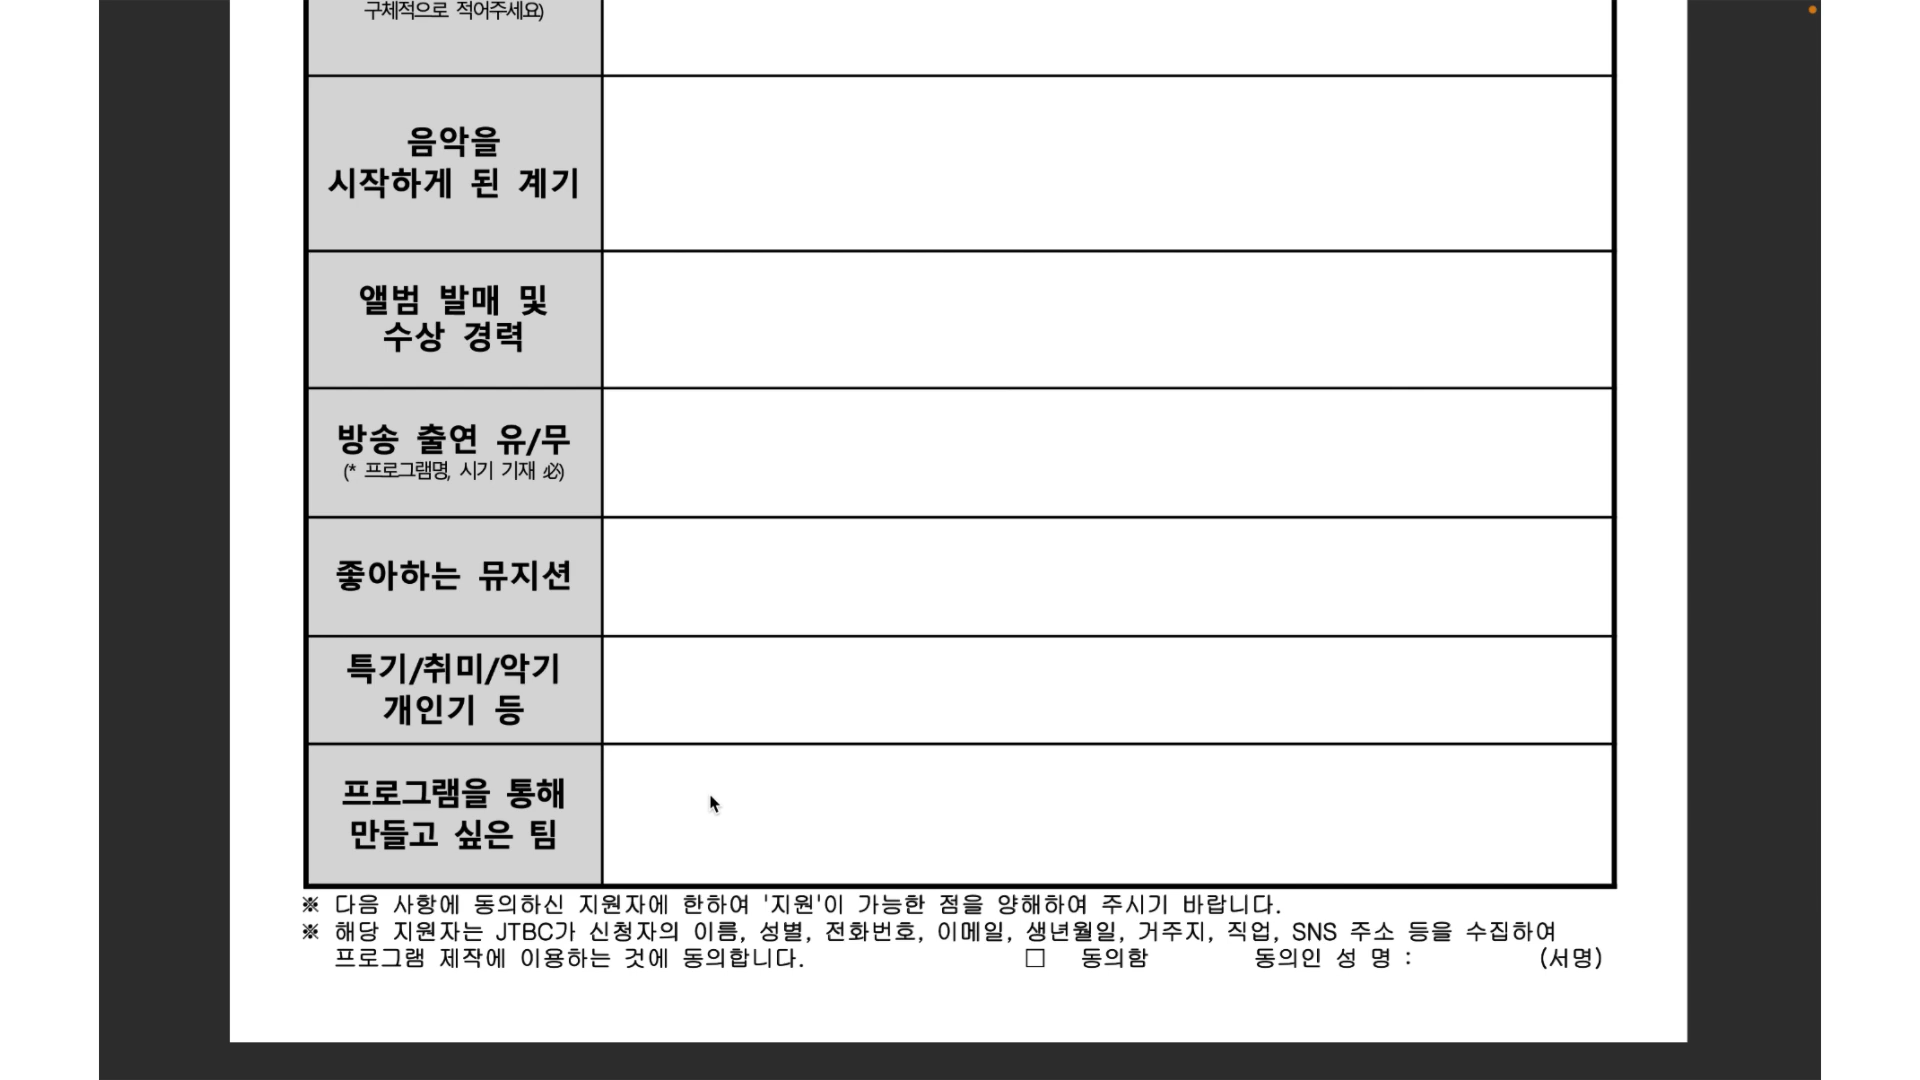 구체적으로 적어주세요)
음악을
시작하게 된 계기
앨범 발매 및
수상 경력
방송 출연 유/무
(* 프로그램명, 시기 기재 必)
좋아하는 뮤지션
특기/취미/악기
개인기 등
프로그램을 통해
만들고 싶은 팀
※ 다음 사항에 동의하신 지원자에 한하여 '지원'이 가능한 점을 양해하여 주시기 바랍니다.
※ 해당 지원자는 JTBC가 신청자의 이름, 성별, 전화번호, 이메일, 생년월일, 거주지, 직업, SNS 주소 등을 수집하여
프로그램 제작에 이용하는 것에 동의합니다. □ 동의함 동의인 성 명 : (서명)